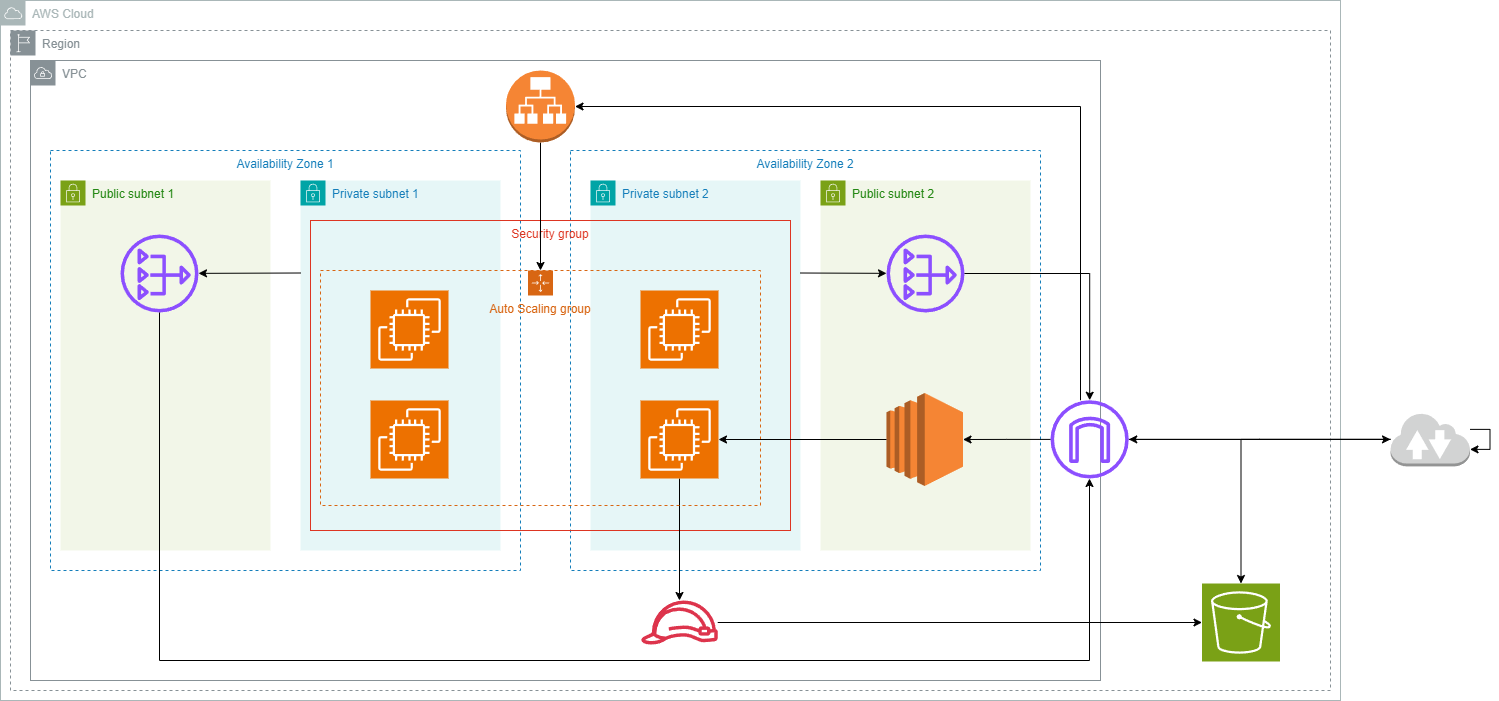 AWS Cloud
Region
VPC
Availability Zone 1
Availability Zone 2
Public subnet 1
Private subnet 1
Private subnet 2
Public subnet 2
Security group
Auto Scaling group